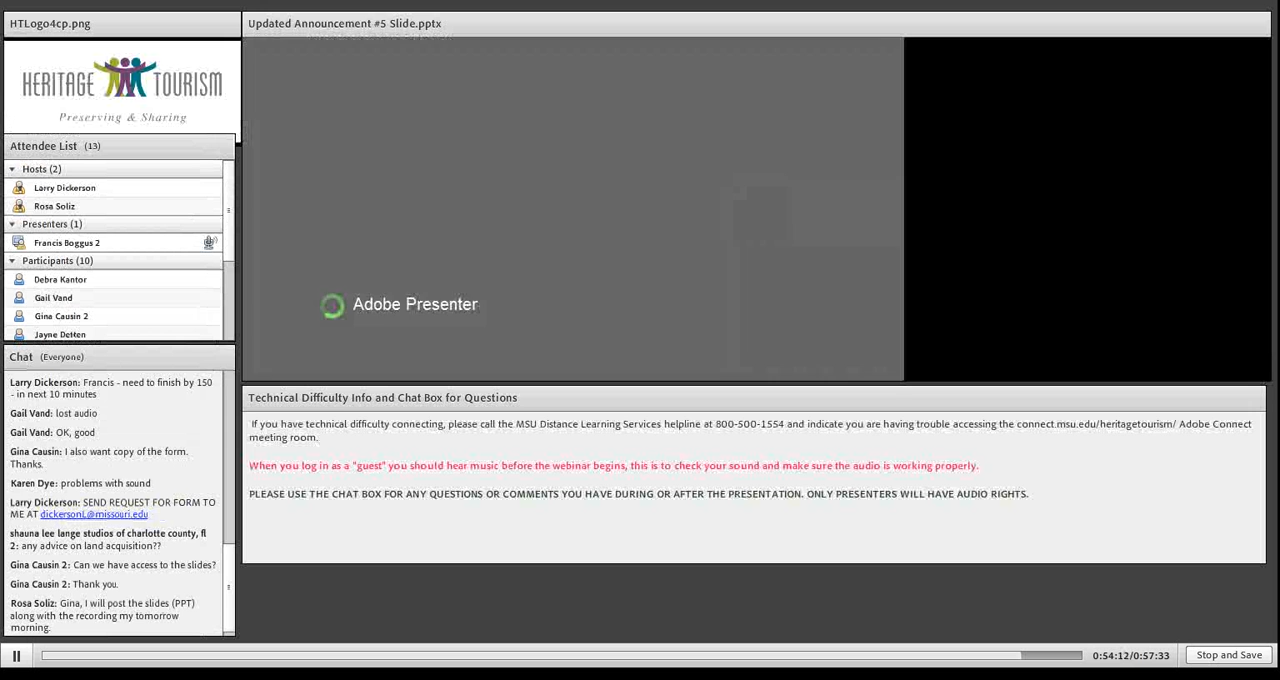 HTLogo4cp.png
Updated Announcement #5 Slide.pptx
HERITAGE TOURISM
Preserving & Sharing
Attendee List (13)
Hosts (2)
Larry Dickerson
Rosa Soliz
Presenters (1)
Francis Boggus 2
Participants (10)
Debra Kantor
Gail Vand
Gina Causin 2
Jayne Detten
Chat (Everyone)
Larry Dickerson: Francis - need to finish by 150
- in next 10 minutes
Gail Vand: lost audio
Gail Vand: OK, good
Gina Causin: I also want copy of the form.
Thanks.
Karen Dye: problems with sound
Larry Dickerson: SEND REQUEST FOR FORM TO
ME AT dickersonL@missouri.edu
shauna lee lange studios of charlotte county, fl
2: any advice on land acquisition??
Gina Causin 2: Can we have access to the slides?
Gina Causin 2: Thank you.
Rosa Soliz: Gina, I will post the slides (PPT)
along with the recording my tomorrow
morning.
Adobe Presenter
Technical Difficulty Info and Chat Box for Questions
If you have technical difficulty connecting, please call the MSU Distance Learning Services helpline at 800-500-1554 and indicate you are having trouble accessing the connect.msu.edu/heritagetourism/ Adobe Connect
meeting room.
When you log in as a "guest" you should hear music before the webinar begins, this is to check your sound and make sure the audio is working properly.
PLEASE USE THE CHAT BOX FOR ANY QUESTIONS OR COMMENTS YOU HAVE DURING OR AFTER THE PRESENTATION. ONLY PRESENTERS WILL HAVE AUDIO RIGHTS.
0:54:12/0:57:33
Stop and Save